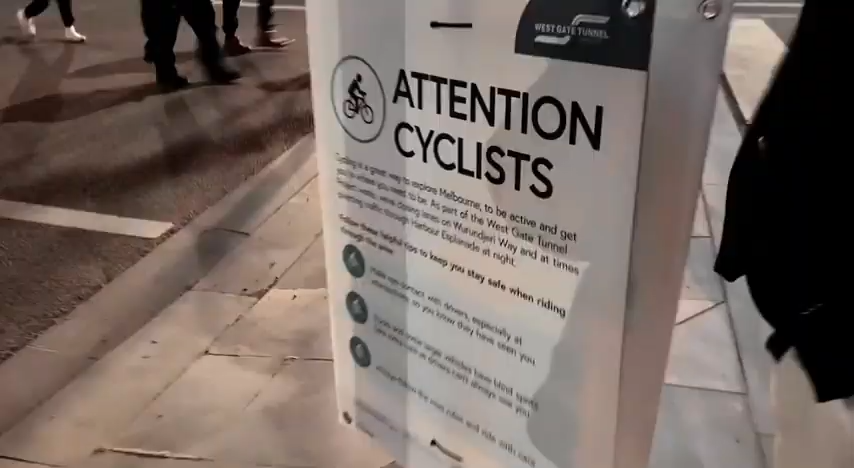 WEST GATE TUNNEL
ATTENTION
CYCLISTS
Cycling is a great way to explore Melbourne, to be active and get
you to where you need to be. As part of the West Gate Tunnel
Project works, we're closing lanes on Wurundjeri Way and at times
diverting traffic through Harbour Esplanade at night.
Follow these helpful tips to keep you stay safe when riding
through the area:
Make eye contact with drivers, especially at
intersections, so you know they have seen you
Trucks and some larger vehicles have blind spots
take extra care as drivers can't always see you
Always follow the road rules and ride with care